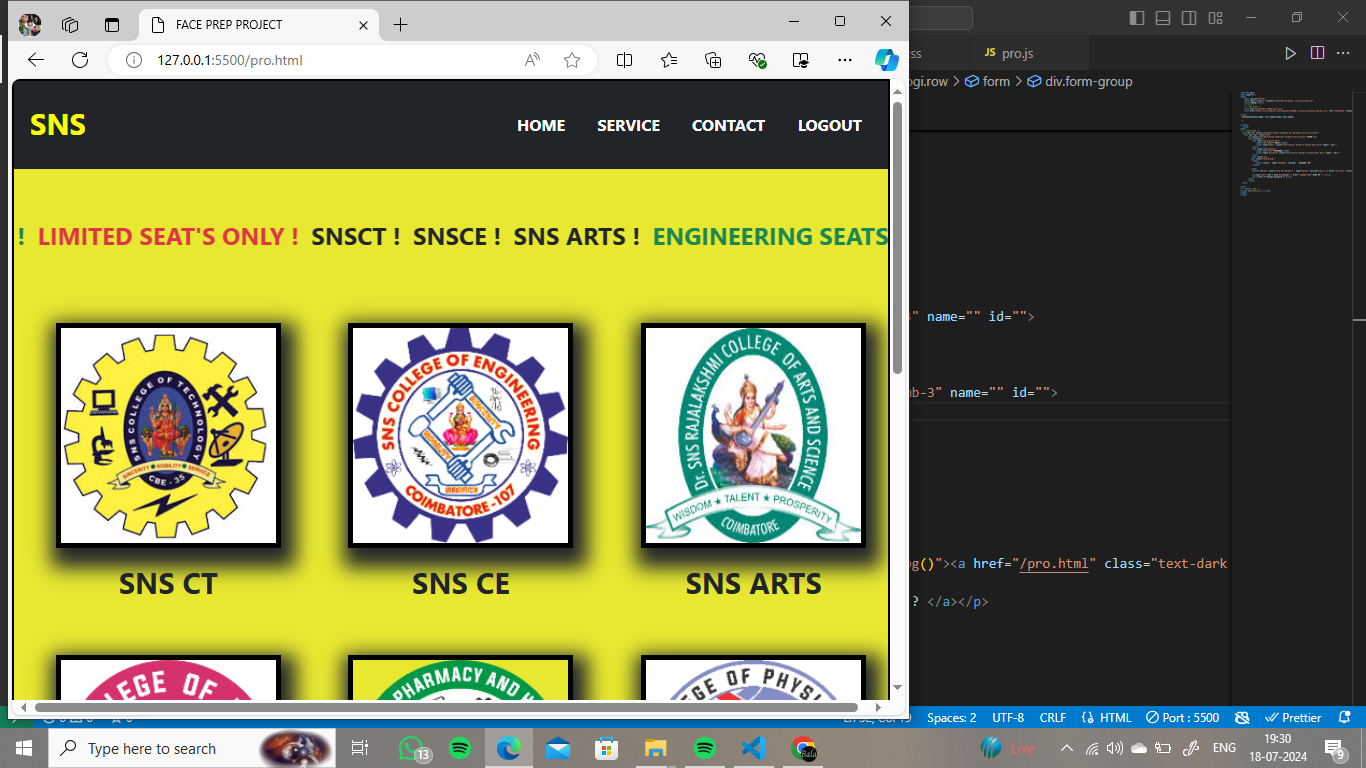 FACE PREP PROJECT
127.0.0.1:5500/pro.html
SNS
HOME SERVICE CONTACT LOGOUT
! LIMITED SEAT'S ONLY ! SNSCT ! SNSCE ! SNS ARTS ! ENGINEERING SEATS
SNS COLLEGE OF TECHNOLOGY
SINCERITY NOBILITY SERVICE
CBE - 35
SNS COLLEGE OF ENGINEERING
COIMBATORE -107
Dr. SNS RAJALAKSHMI COLLEGE OF ARTS AND SCIENCE
WISDOM ★ TALENT ★ PROSPERITY
COIMBATORE
SNS CT
SNS CE
SNS ARTS
LLEGE OF
PHARMACY AND H
GE OF PHYSI
ss
JS pro.js
ogi.row > form > div.form-group
" name="" id="">
mb-3" name="" id="">
og()"><a href="/pro.html" class="text-dark
? </a></p>
Spaces: 2 UTF-8 CRLF {} HTML Port : 5500 Prettier
Type here to search
13
Bala
Live
ENG
19:30
18-07-2024
9